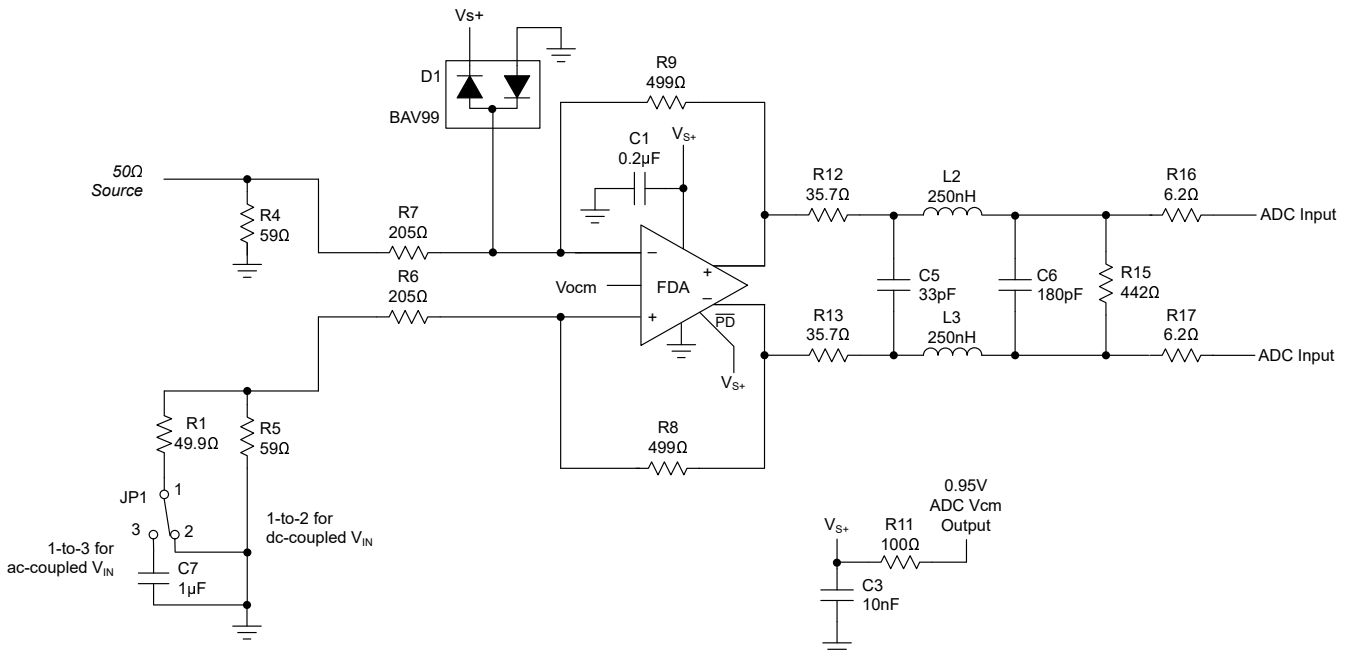 Vs+
D1
BAV99
R9
499Ω
C1
0.2µF
VS+
50Ω
Source
R4
59Ω
R7
205Ω
R6
205Ω
Vocm
−
+
FDA
+
−
PD
VS+
R12
35.7Ω
L2
250nH
R16
6.2Ω
ADC Input
C5
33pF
C6
180pF
R15
442Ω
R13
35.7Ω
L3
250nH
R17
6.2Ω
ADC Input
R8
499Ω
R1
49.9Ω
R5
59Ω
JP1
1
3
2
1-to-2 for
dc-coupled VIN
1-to-3 for
ac-coupled VIN
C7
1µF
0.95V
ADC Vcm
Output
VS+
R11
100Ω
C3
10nF